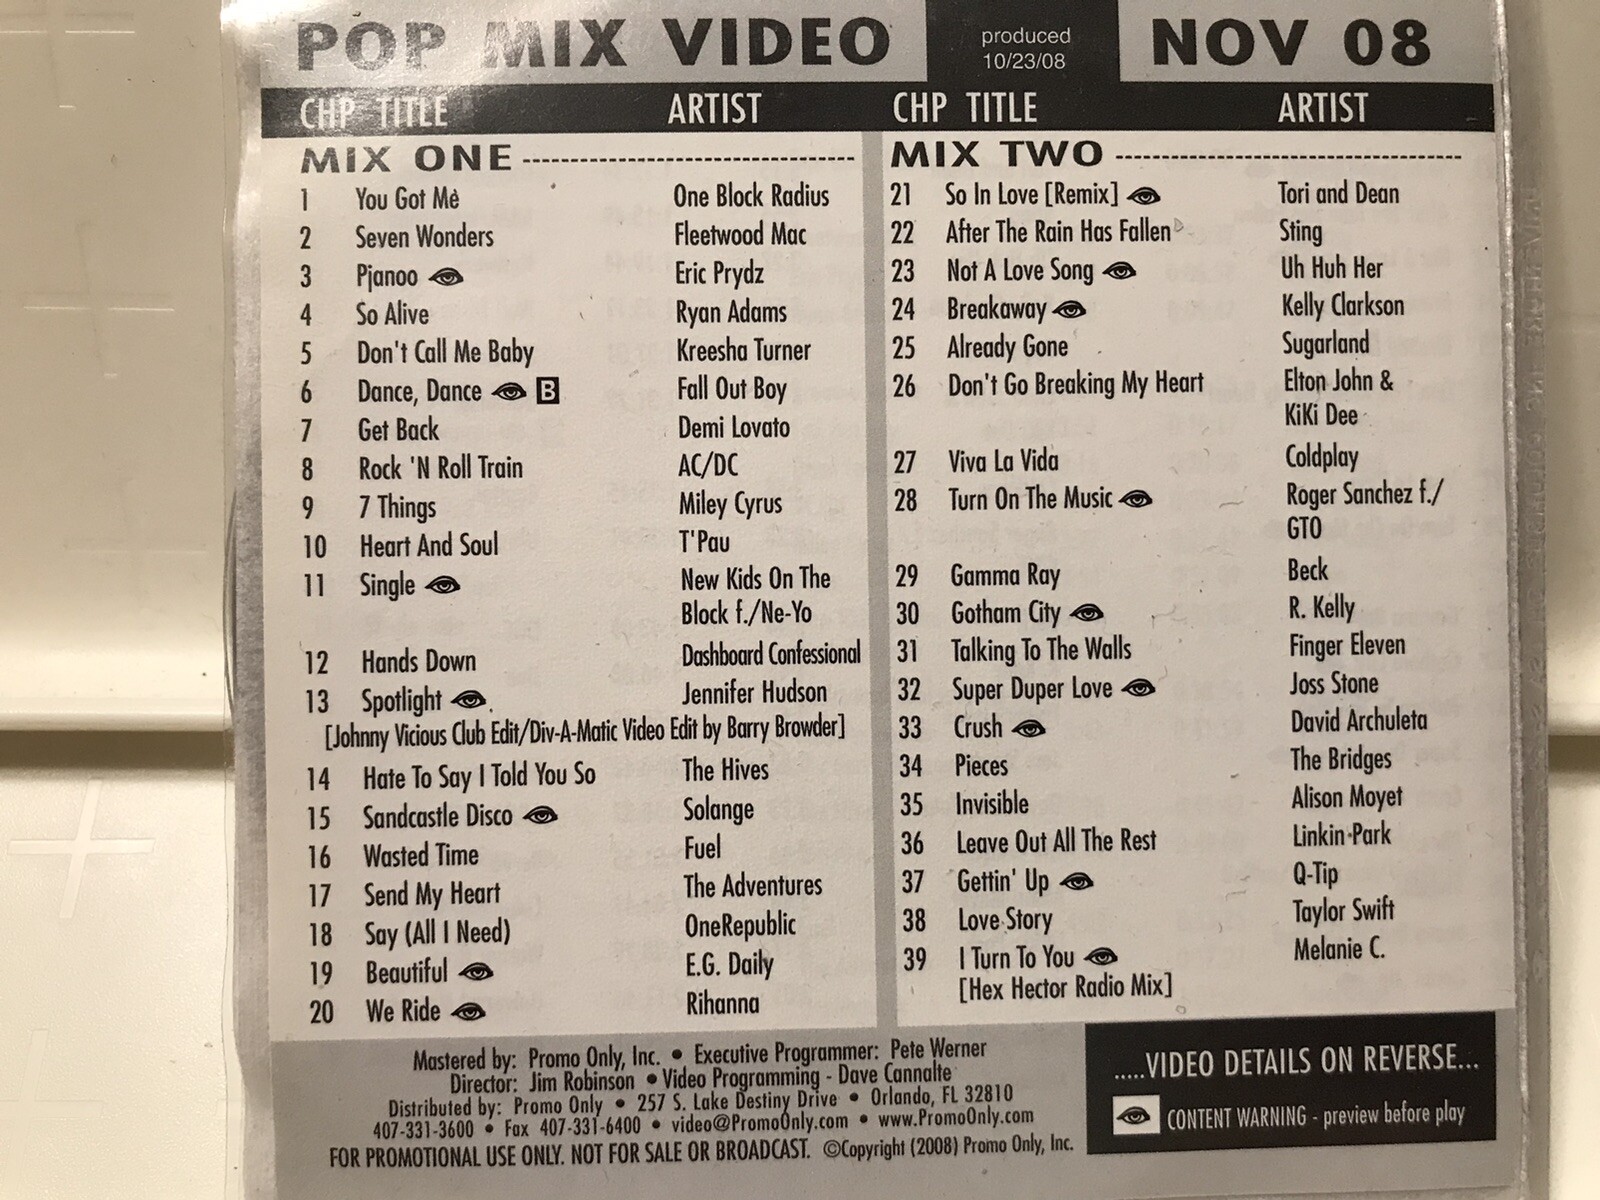 POP MIX VIDEO produced 10/23/08 NOV 08
CHP TITLE ARTIST CHP TITLE ARTIST
MIX ONE
1 You Got Me One Block Radius
2 Seven Wonders Fleetwood Mac
3 Pjanoo Eric Prydz
4 So Alive Ryan Adams
5 Don't Call Me Baby Kreesha Turner
6 Dance, Dance B Fall Out Boy
7 Get Back Demi Lovato
8 Rock 'N Roll Train AC/DC
9 7 Things Miley Cyrus
10 Heart And Soul T'Pau
11 Single New Kids On The
Block f./Ne-Yo
12 Hands Down Dashboard Confessional
13 Spotlight Jennifer Hudson
[Johnny Vicious Club Edit/Div-A-Matic Video Edit by Barry Browder]
14 Hate To Say I Told You So The Hives
15 Sandcastle Disco Solange
16 Wasted Time Fuel
17 Send My Heart The Adventures
18 Say (All I Need) OneRepublic
19 Beautiful E.G. Daily
20 We Ride Rihanna
MIX TWO
21 So In Love [Remix] Tori and Dean
22 After The Rain Has Fallen Sting
23 Not A Love Song Uh Huh Her
24 Breakaway Kelly Clarkson
25 Already Gone Sugarland
26 Don't Go Breaking My Heart Elton John &
KiKi Dee
27 Viva La Vida Coldplay
28 Turn On The Music Roger Sanchez f./
GTO
29 Gamma Ray Beck
30 Gotham City R. Kelly
31 Talking To The Walls Finger Eleven
32 Super Duper Love Joss Stone
33 Crush David Archuleta
34 Pieces The Bridges
35 Invisible Alison Moyet
36 Leave Out All The Rest Linkin Park
37 Gettin' Up Q-Tip
38 Love Story Taylor Swift
39 I Turn To You Melanie C.
[Hex Hector Radio Mix]
Mastered by: Promo Only, Inc. • Executive Programmer: Pete Werner
Director: Jim Robinson • Video Programming - Dave Cannalte
Distributed by: Promo Only • 257 S. Lake Destiny Drive • Orlando, FL 32810
407-331-3600 • Fax 407-331-6400 • video@PromoOnly.com • www.PromoOnly.com
FOR PROMOTIONAL USE ONLY. NOT FOR SALE OR BROADCAST. ©Copyright (2008) Promo Only, Inc.
.....VIDEO DETAILS ON REVERSE...
CONTENT WARNING - preview before play